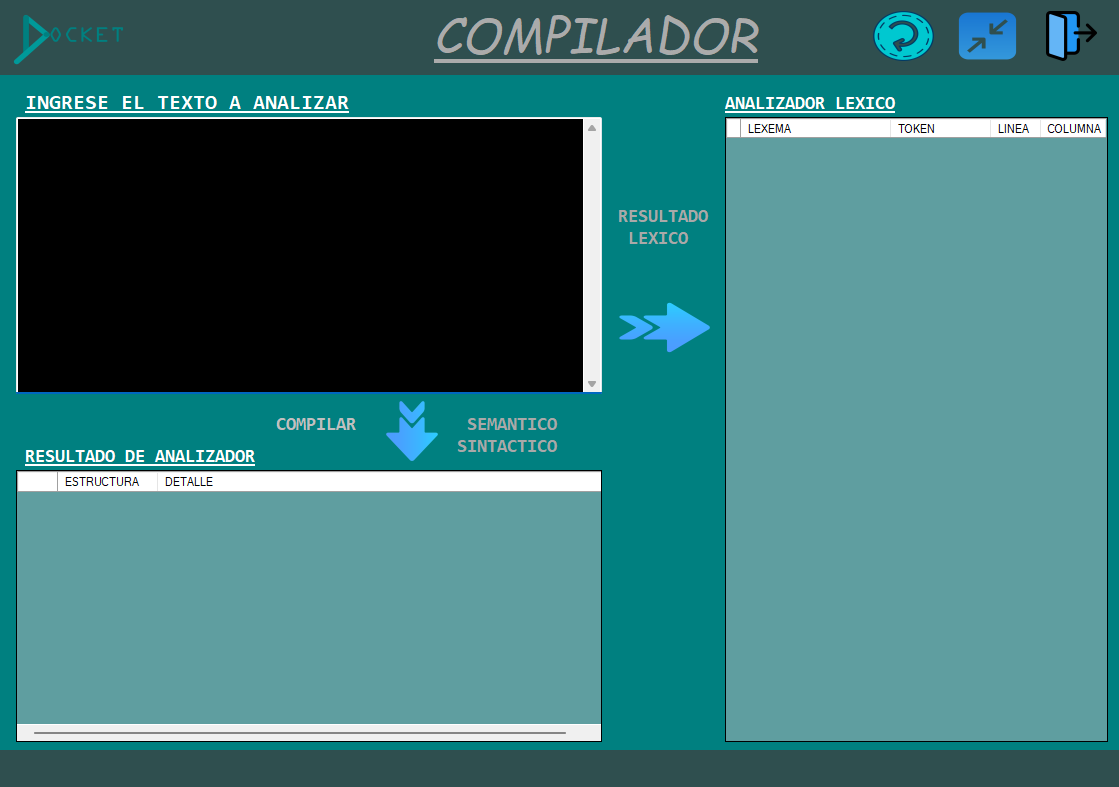 DOCKET
COMPILADOR
INGRESE EL TEXTO A ANALIZAR
ANALIZADOR LEXICO
LEXEMA TOKEN LINEA COLUMNA
RESULTADO
LEXICO
COMPILAR
SEMANTICO
SINTACTICO
RESULTADO DE ANALIZADOR
ESTRUCTURA DETALLE